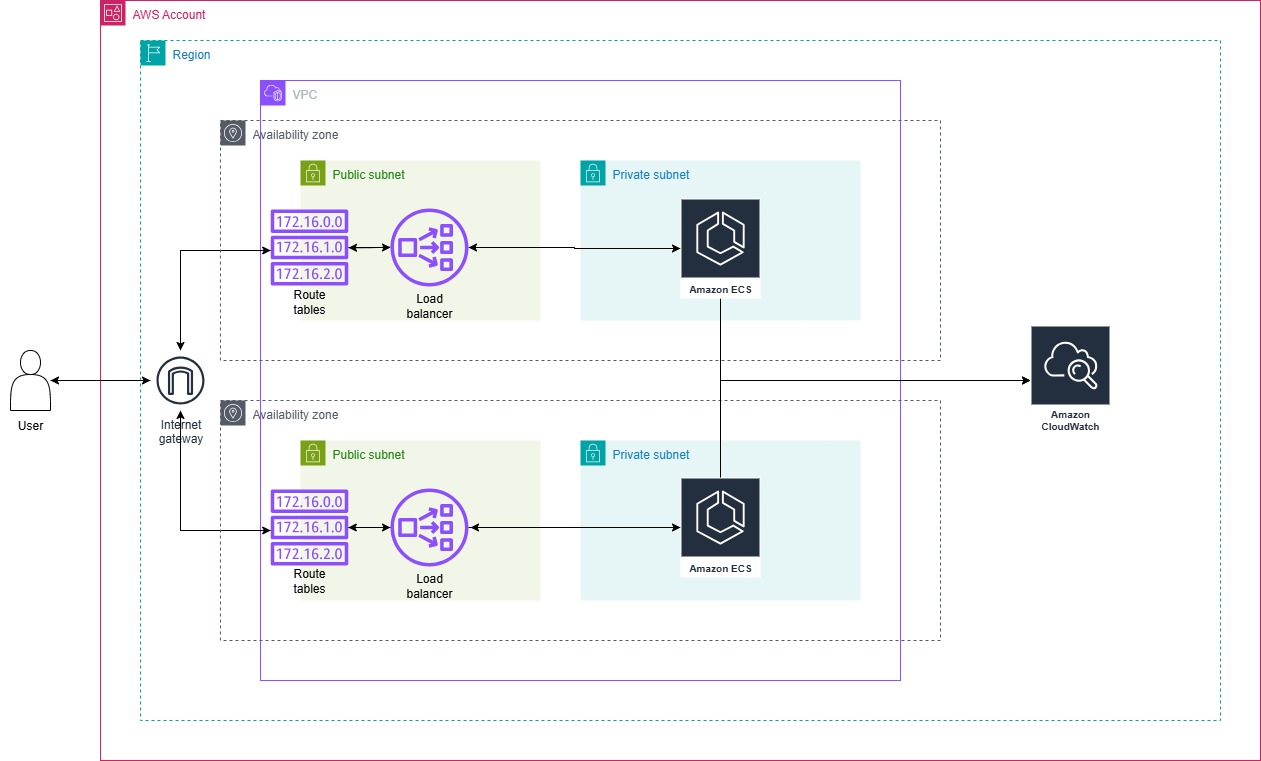 AWS Account
Region
VPC
Availability zone
Public subnet
Private subnet
172.16.0.0
172.16.1.0
172.16.2.0
Route
tables
Load
balancer
Amazon ECS
User
Internet
gateway
Amazon
CloudWatch
Availability zone
Public subnet
Private subnet
172.16.0.0
172.16.1.0
172.16.2.0
Route
tables
Load
balancer
Amazon ECS